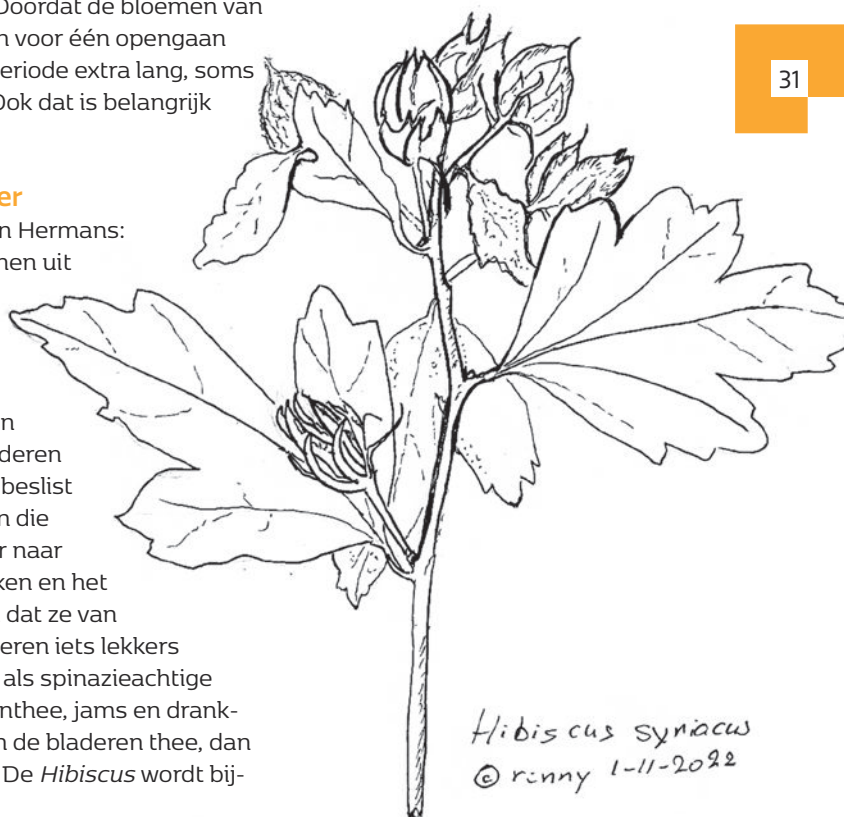 Doordat de bloemen van
n voor één opengaan
eriode extra lang, soms
Ook dat is belangrijk
31
er
n Hermans:
nen uit
n
deren
beslist
n die
r naar
ken en het
dat ze van
eren iets lekkers
als spinazieachtige
nthee, jams en drank-
n de bladeren thee, dan
De Hibiscus wordt bij-
Hibiscus syriacus
© rinny 1-11-2022